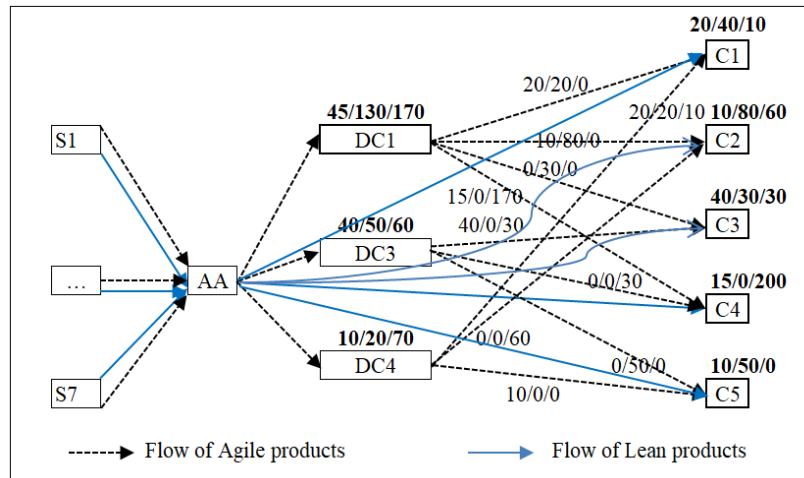 20/40/10
C1
20/20/0
20/20/10
45/130/170
10/80/60
S1
DC1
10/80/0
C2
0/30/0
15/0/170
40/30/30
40/50/60
40/0/30
C3
DC3
... AA
0/0/30
15/0/200
C4
10/20/70
0/0/60
DC4
0/50/0
10/50/0
S7
10/0/0
C5
Flow of Agile products
Flow of Lean products